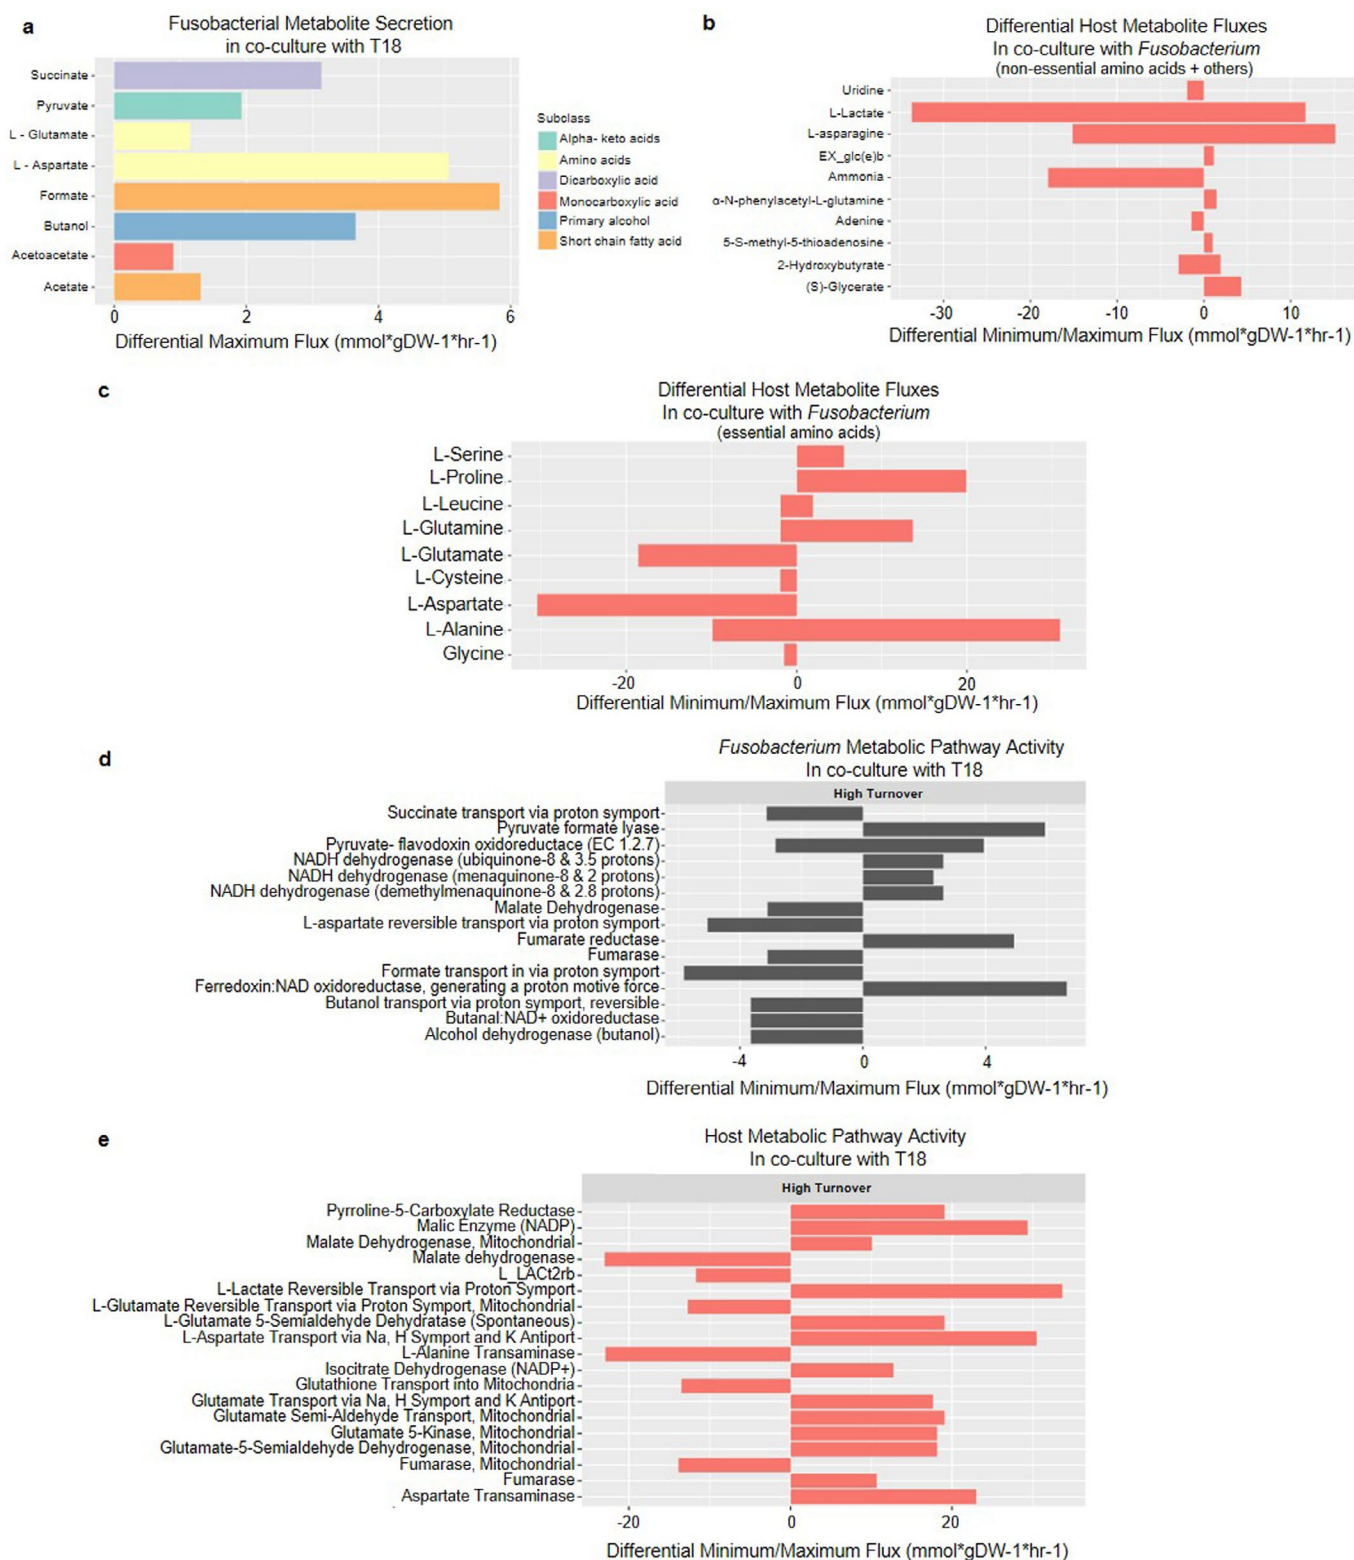 a
Fusobacterial Metabolite Secretion
in co-culture with T18
Succinate
Pyruvate
L - Glutamate
L - Aspartate
Formate
Butanol
Acetoacetate
Acetate
0 2 4 6
Differential Maximum Flux (mmol*gDW-1*hr-1)
Subclass
Alpha- keto acids
Amino acids
Dicarboxylic acid
Monocarboxylic acid
Primary alcohol
Short chain fatty acid
b
Differential Host Metabolite Fluxes
In co-culture with Fusobacterium
(non-essential amino acids + others)
Uridine
L-Lactate
L-asparagine
EX_glc(e)b
Ammonia
α-N-phenylacetyl-L-glutamine
Adenine
5-S-methyl-5-thioadenosine
2-Hydroxybutyrate
(S)-Glycerate
-30 -20 -10 0 10
Differential Minimum/Maximum Flux (mmol*gDW-1*hr-1)
c
Differential Host Metabolite Fluxes
In co-culture with Fusobacterium
(essential amino acids)
L-Serine
L-Proline
L-Leucine
L-Glutamine
L-Glutamate
L-Cysteine
L-Aspartate
L-Alanine
Glycine
-20 0 20
Differential Minimum/Maximum Flux (mmol*gDW-1*hr-1)
d
Fusobacterium Metabolic Pathway Activity
In co-culture with T18
High Turnover
Succinate transport via proton symport
Pyruvate formate lyase
Pyruvate- flavodoxin oxidoreductace (EC 1.2.7)
NADH dehydrogenase (ubiquinone-8 & 3.5 protons)
NADH dehydrogenase (menaquinone-8 & 2 protons)
NADH dehydrogenase (demethylmenaquinone-8 & 2.8 protons)
Malate Dehydrogenase
L-aspartate reversible transport via proton symport
Fumarate reductase
Fumarase
Formate transport in via proton symport
Ferredoxin:NAD oxidoreductase, generating a proton motive force
Butanol transport via proton symport, reversible
Butanal:NAD+ oxidoreductase
Alcohol dehydrogenase (butanol)
-4 0 4
Differential Minimum/Maximum Flux (mmol*gDW-1*hr-1)
e
Host Metabolic Pathway Activity
In co-culture with T18
High Turnover
Pyrroline-5-Carboxylate Reductase
Malic Enzyme (NADP)
Malate Dehydrogenase, Mitochondrial
Malate dehydrogenase
L_LACt2rb
L-Lactate Reversible Transport via Proton Symport
L-Glutamate Reversible Transport via Proton Symport, Mitochondrial
L-Glutamate 5-Semialdehyde Dehydratase (Spontaneous)
L-Aspartate Transport via Na, H Symport and K Antiport
L-Alanine Transaminase
Isocitrate Dehydrogenase (NADP+)
Glutathione Transport into Mitochondria
Glutamate Transport via Na, H Symport and K Antiport
Glutamate Semi-Aldehyde Transport, Mitochondrial
Glutamate 5-Kinase, Mitochondrial
Glutamate-5-Semialdehyde Dehydrogenase, Mitochondrial
Fumarase, Mitochondrial
Fumarase
Aspartate Transaminase
-20 0 20
Differential Minimum/Maximum Flux (mmol*gDW-1*hr-1)